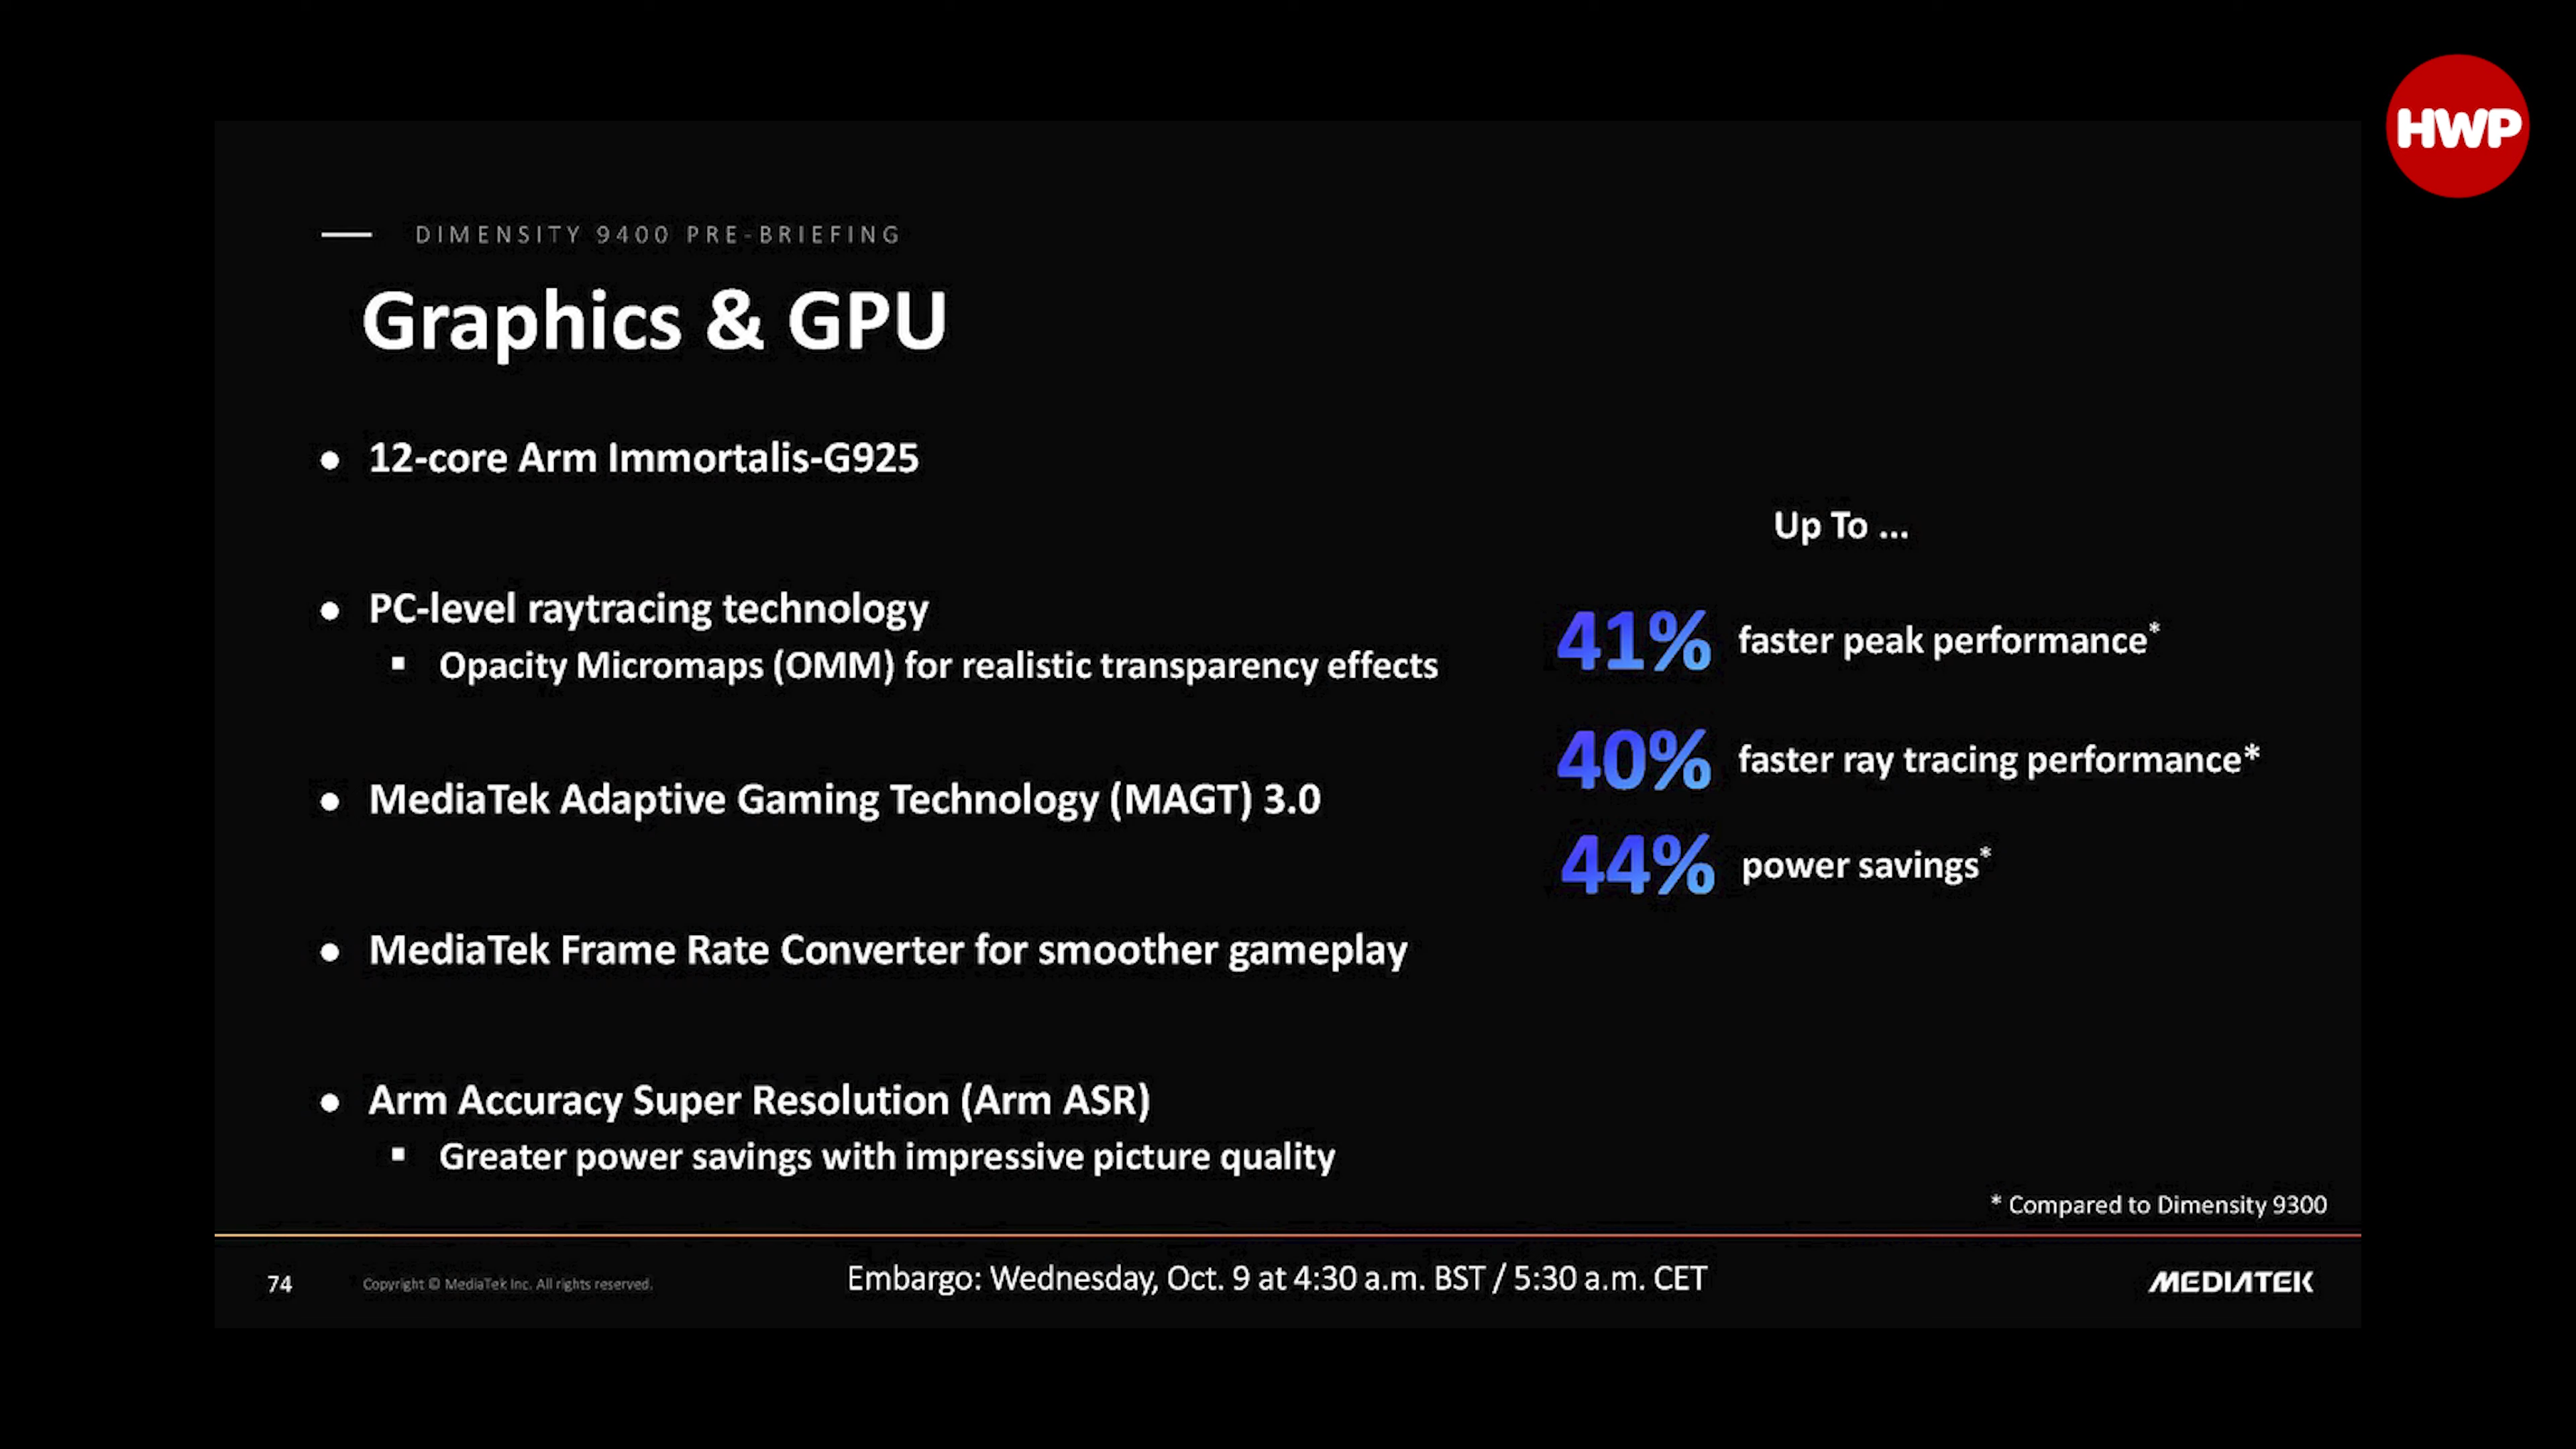 HWP
DIMENSITY 9400 PRE-BRIEFING
Graphics & GPU
● 12-core Arm Immortalis-G925
● PC-level raytracing technology
▪ Opacity Micromaps (OMM) for realistic transparency effects
● MediaTek Adaptive Gaming Technology (MAGT) 3.0
● MediaTek Frame Rate Converter for smoother gameplay
● Arm Accuracy Super Resolution (Arm ASR)
▪ Greater power savings with impressive picture quality
Up To ...
41% faster peak performance*
40% faster ray tracing performance*
44% power savings*
* Compared to Dimensity 9300
74
Copyright © MediaTek Inc. All rights reserved.
Embargo: Wednesday, Oct. 9 at 4:30 a.m. BST / 5:30 a.m. CET
MEDIATEK